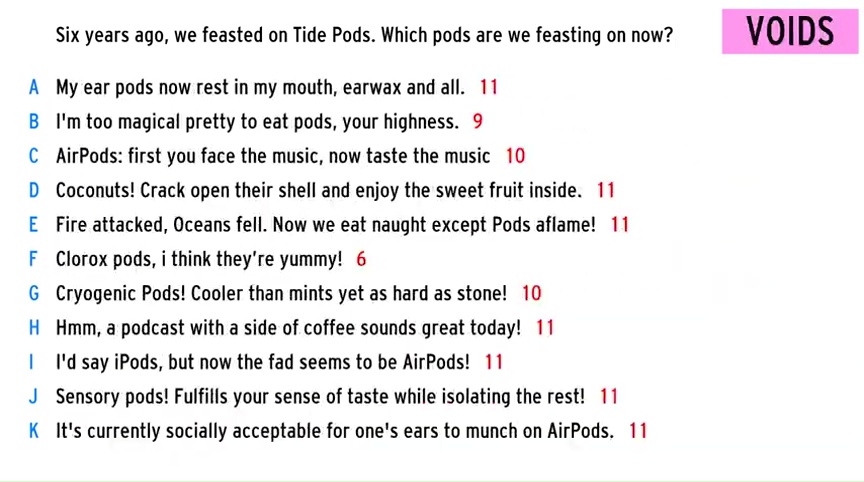 Six years ago, we feasted on Tide Pods. Which pods are we feasting on now?
VOIDS
A My ear pods now rest in my mouth, earwax and all. 11
B I'm too magical pretty to eat pods, your highness. 9
C AirPods: first you face the music, now taste the music 10
D Coconuts! Crack open their shell and enjoy the sweet fruit inside. 11
E Fire attacked, Oceans fell. Now we eat naught except Pods aflame! 11
F Clorox pods, i think they’re yummy! 6
G Cryogenic Pods! Cooler than mints yet as hard as stone! 10
H Hmm, a podcast with a side of coffee sounds great today! 11
I I'd say iPods, but now the fad seems to be AirPods! 11
J Sensory pods! Fulfills your sense of taste while isolating the rest! 11
K It's currently socially acceptable for one's ears to munch on AirPods. 11